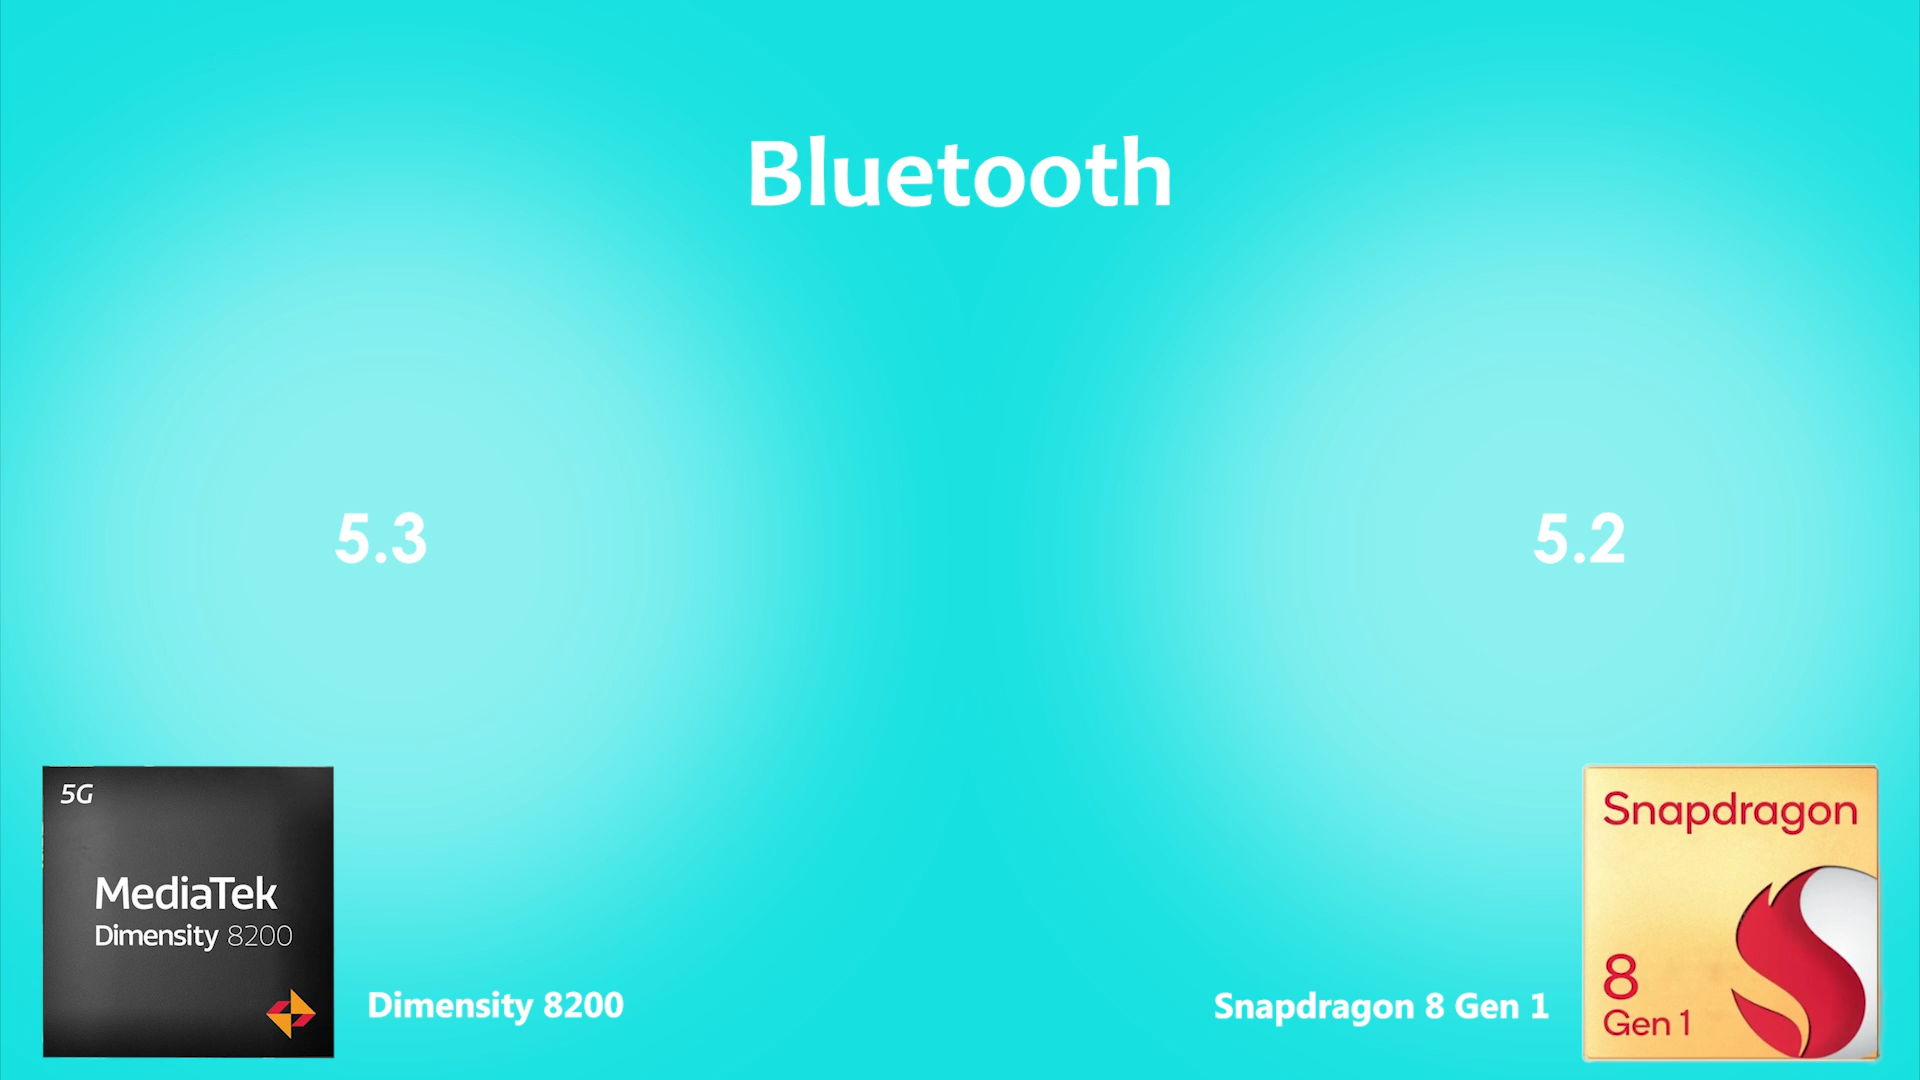 Bluetooth
5.3
5.2
5G
MediaTek
Dimensity 8200
Dimensity 8200
Snapdragon 8 Gen 1
Snapdragon
8
Gen 1